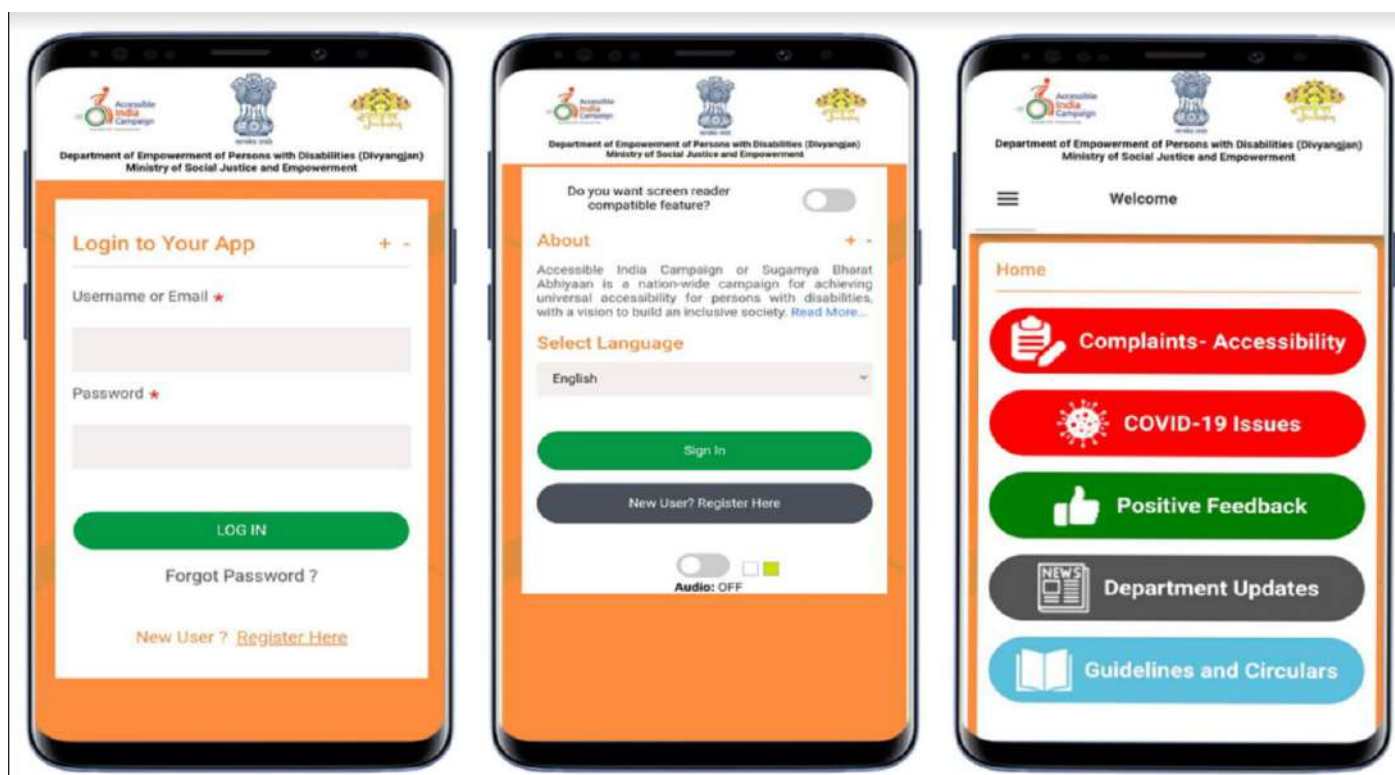 Accessible
India
Campaign
Department of Empowerment of Persons with Disabilities (Divyangjan)
Ministry of Social Justice and Empowerment
Login to Your App + -
Username or Email *
Password *
LOG IN
Forgot Password ?
New User ? Register Here
Accessible
India
Campaign
Department of Empowerment of Persons with Disabilities (Divyangjan)
Ministry of Social Justice and Empowerment
Do you want screen reader
compatible feature?
About + -
Accessible India Campaign or Sugamya Bharat
Abhiyaan is a nation-wide campaign for achieving
universal accessibility for persons with disabilities,
with a vision to build an inclusive society. Read More...
Select Language
English
Sign In
New User? Register Here
Audio: OFF
Accessible
India
Campaign
Department of Empowerment of Persons with Disabilities (Divyangjan)
Ministry of Social Justice and Empowerment
Welcome
Home
Complaints- Accessibility
COVID-19 Issues
Positive Feedback
NEWS
Department Updates
Guidelines and Circulars